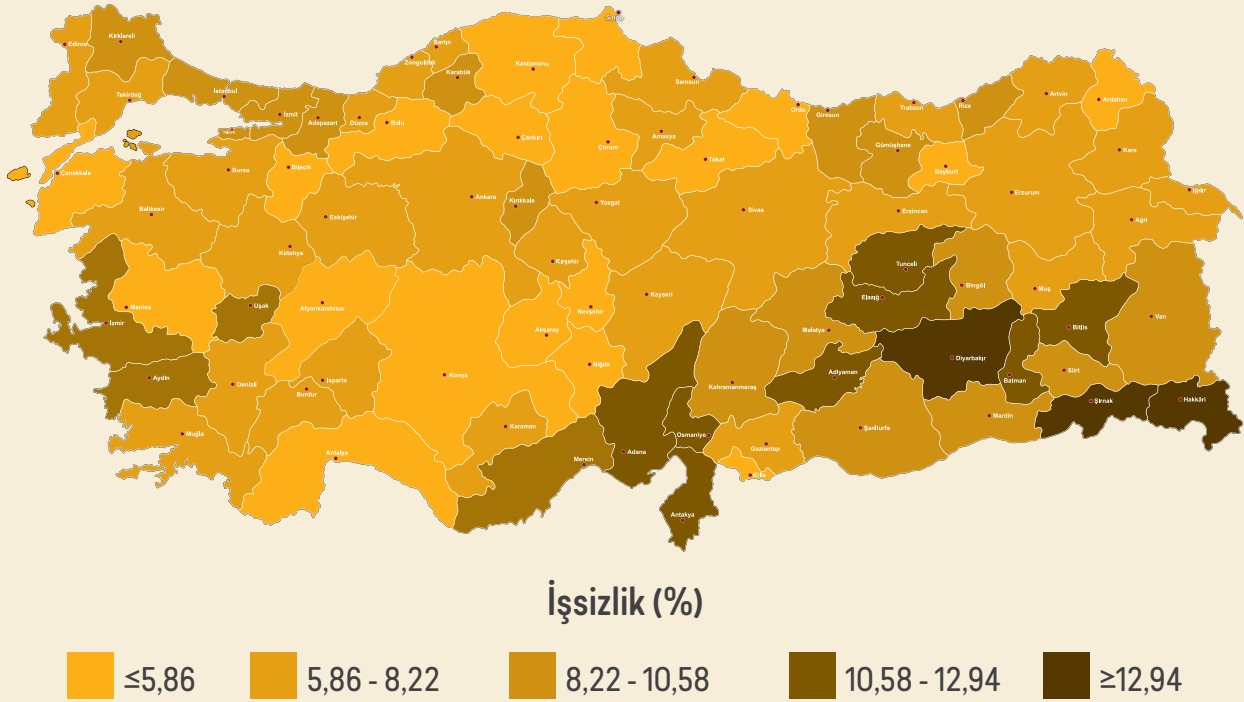 Sinop
Kırklareli
Edirne
Bartın
Zonguldak
Kastamonu
Karabük
Samsun
Tekirdağ
İstanbul
Artvin
Ardahan
Ordu
Giresun
Trabzon
Rize
İzmit
Adapazarı
Düzce
Bolu
Çankırı
Amasya
Çorum
Gümüşhane
Kars
Tokat
Bayburt
Çanakkale
Bursa
Bilecik
Iğdır
Erzurum
Ankara
Kırıkkale
Yozgat
Sivas
Erzincan
Ağrı
Balıkesir
Eskişehir
Kütahya
Kırşehir
Tunceli
Elazığ
Bingöl
Muş
Kayseri
Manisa
Uşak
Afyonkarahisar
Nevşehir
İzmir
Aksaray
Malatya
Bitlis
Van
Diyarbakır
Niğde
Adıyaman
Batman
Siirt
Aydın
Denizli
Isparta
Burdur
Konya
Kahramanmaraş
Şırnak
Hakkâri
Mardin
Şanlıurfa
Karaman
Muğla
Osmaniye
Gaziantep
Antalya
Mersin
Adana
Kilis
Antakya
İşsizlik (%)
≤5,86
5,86 - 8,22
8,22 - 10,58
10,58 - 12,94
≥12,94